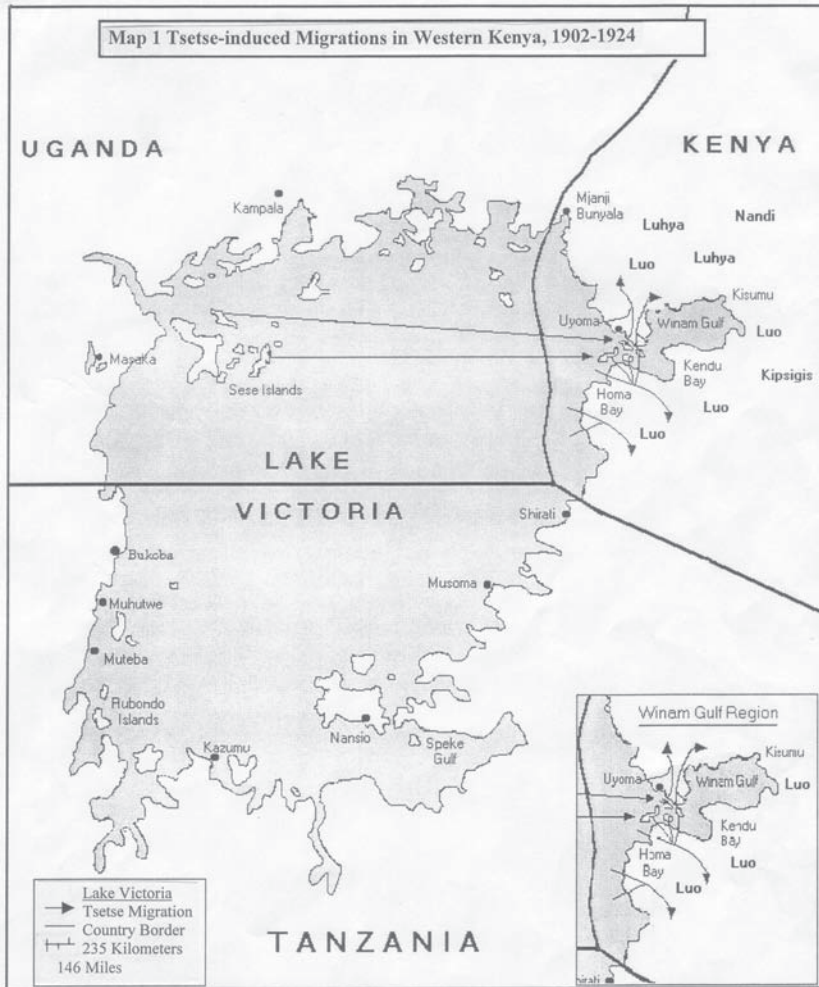 Map 1 Tsetse-induced Migrations in Western Kenya, 1902-1924
UGANDA
KENYA
Kampala
Mjanji
Bunyala
Luhya
Nandi
Luo
Luhya
Kisumu
Uyoma
Winam Gulf
Luo
Masaka
Sese Islands
Kendu
Bay
Kipsigis
Homa
Bay
Luo
Luo
LAKE
VICTORIA
Shirati
Bukoba
Musoma
Muhutwe
Muteba
Rubondo
Islands
Nansio
Speke
Gulf
Kazumu
Winam Gulf Region
Kisumu
Uyoma
Winam Gulf
Luo
Kendu
Bay
Homa
Bay
Luo
Luo
hirati
Lake Victoria
Tsetse Migration
Country Border
235 Kilometers
146 Miles
TANZANIA